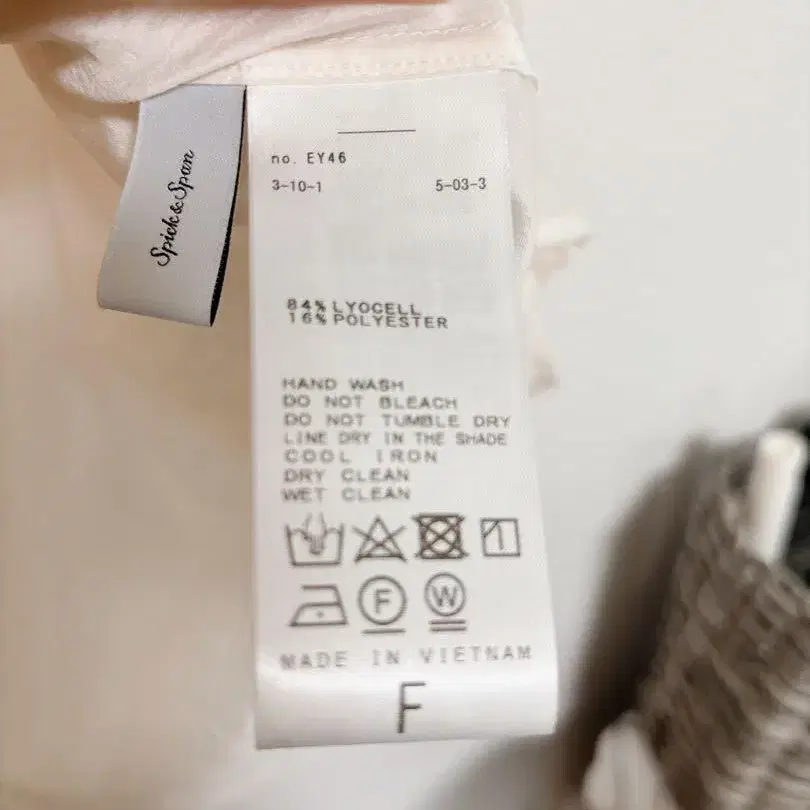 Spick & Span
no. EY46
3-10-1 5-03-3
84% LYOCELL
16% POLYESTER
HAND WASH
DO NOT BLEACH
DO NOT TUMBLE DRY
LINE DRY IN THE SHADE
COOL IRON
DRY CLEAN
WET CLEAN
F W
MADE IN VIETNAM
F